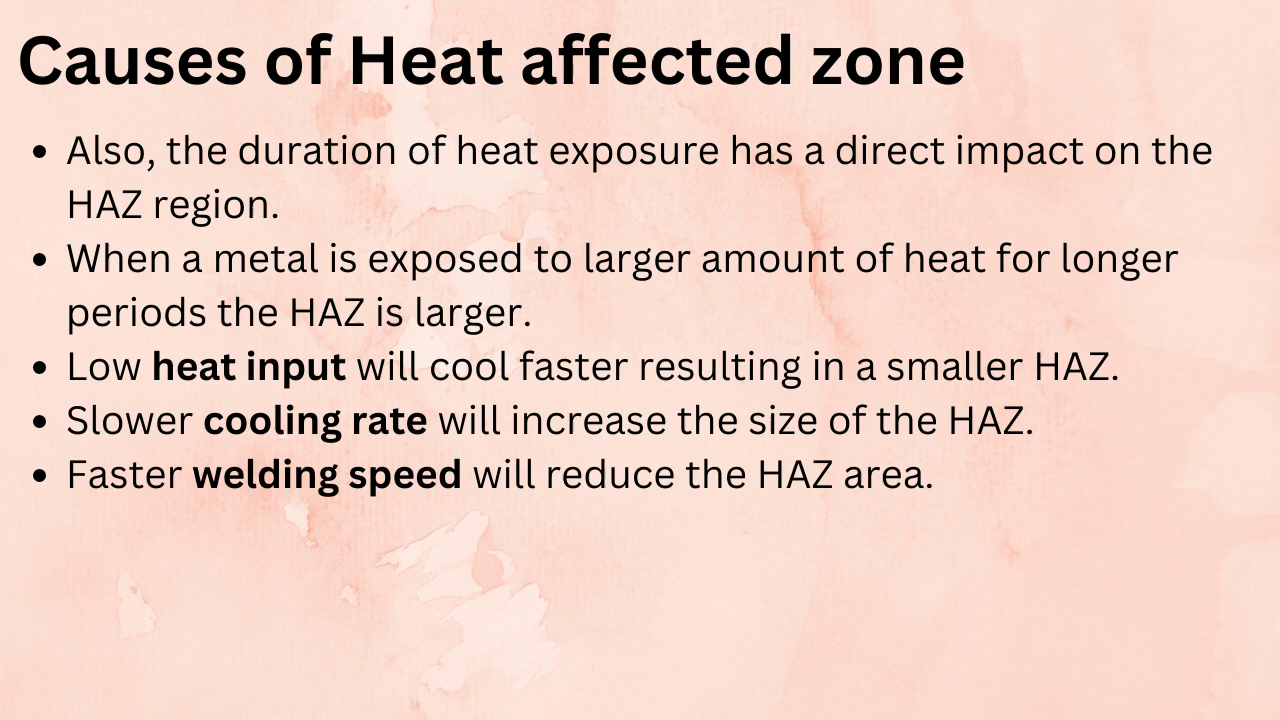 Causes of Heat affected zone
• Also, the duration of heat exposure has a direct impact on the
HAZ region.
• When a metal is exposed to larger amount of heat for longer
periods the HAZ is larger.
• Low heat input will cool faster resulting in a smaller HAZ.
• Slower cooling rate will increase the size of the HAZ.
• Faster welding speed will reduce the HAZ area.